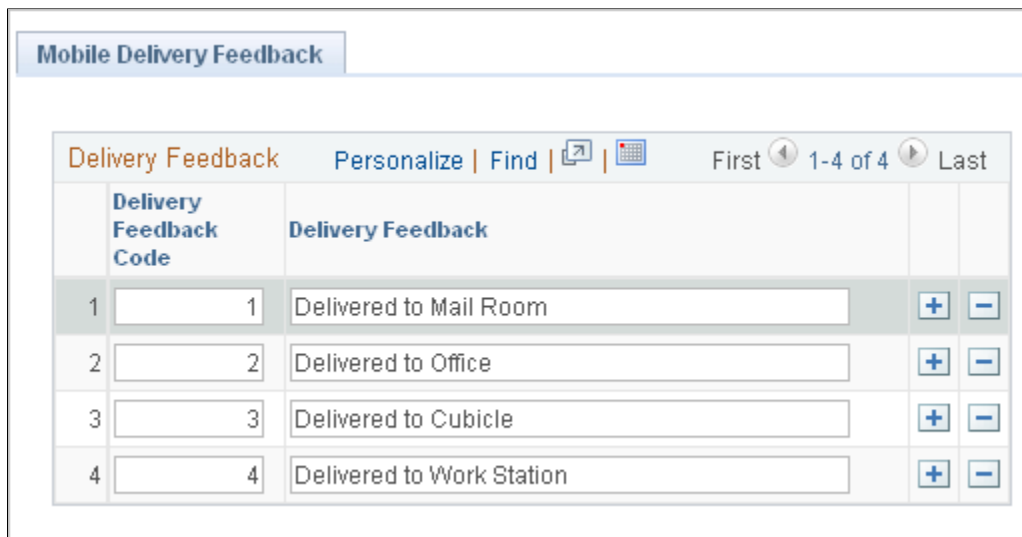 Mobile Delivery Feedback
Delivery Feedback Personalize | Find | | First 1-4 of 4 Last
Delivery Feedback Code Delivery Feedback
1 1 Delivered to Mail Room + −
2 2 Delivered to Office + −
3 3 Delivered to Cubicle + −
4 4 Delivered to Work Station + −